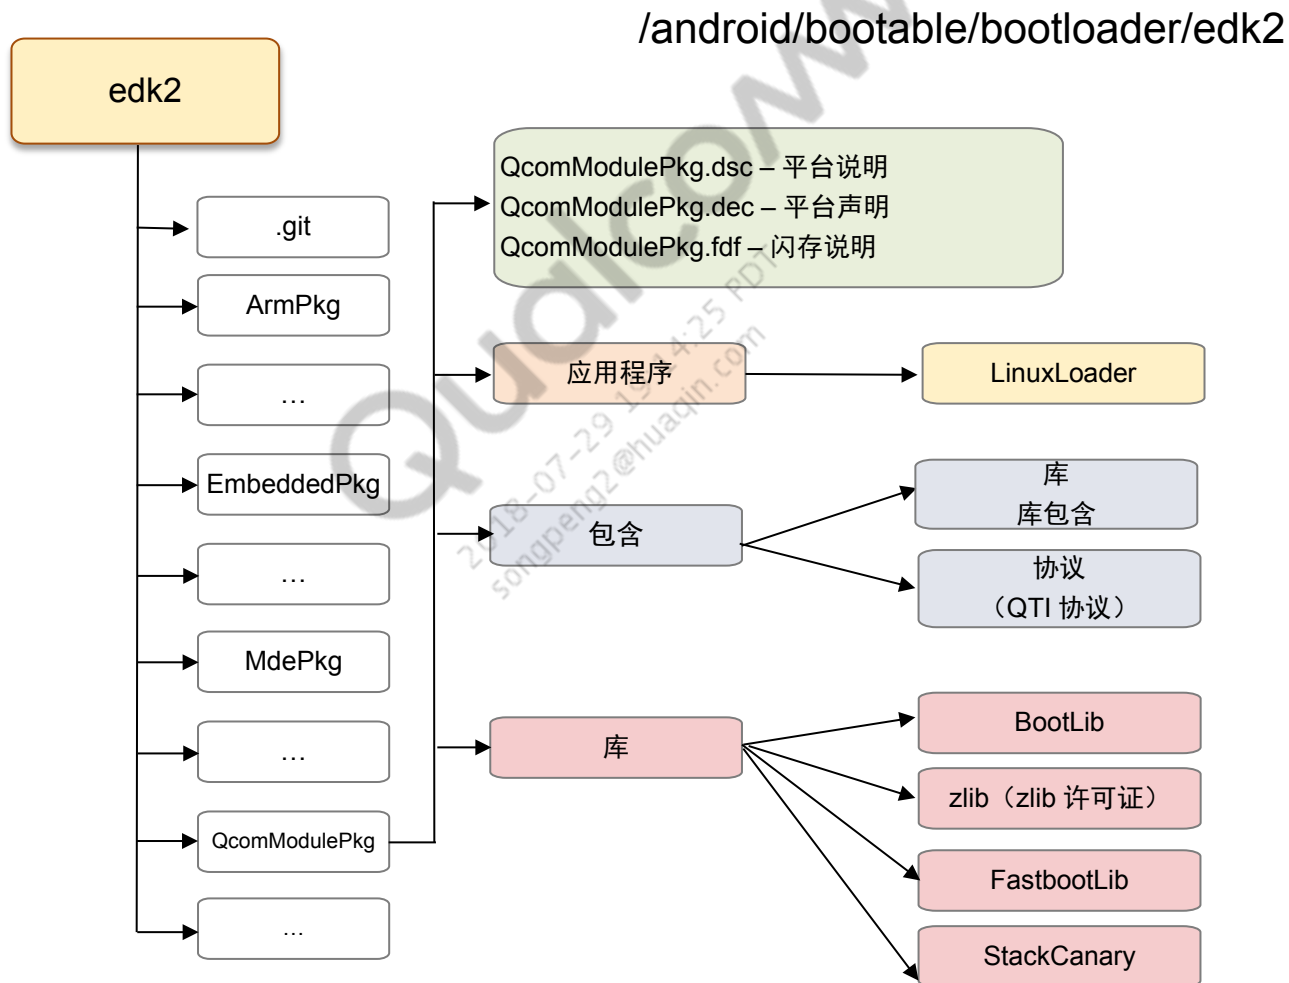 /android/bootable/bootloader/edk2
edk2
.git
ArmPkg
…
EmbeddedPkg
…
MdePkg
…
QcomModulePkg
…
QcomModulePkg.dsc – 平台说明
QcomModulePkg.dec – 平台声明
QcomModulePkg.fdf – 闪存说明
应用程序
LinuxLoader
包含
库
库包含
协议
（QTI 协议）
库
BootLib
zlib（zlib 许可证）
FastbootLib
StackCanary
Qualcomm
2018-07-29 19:14:25 PDT
songpeng2@huaqin.com